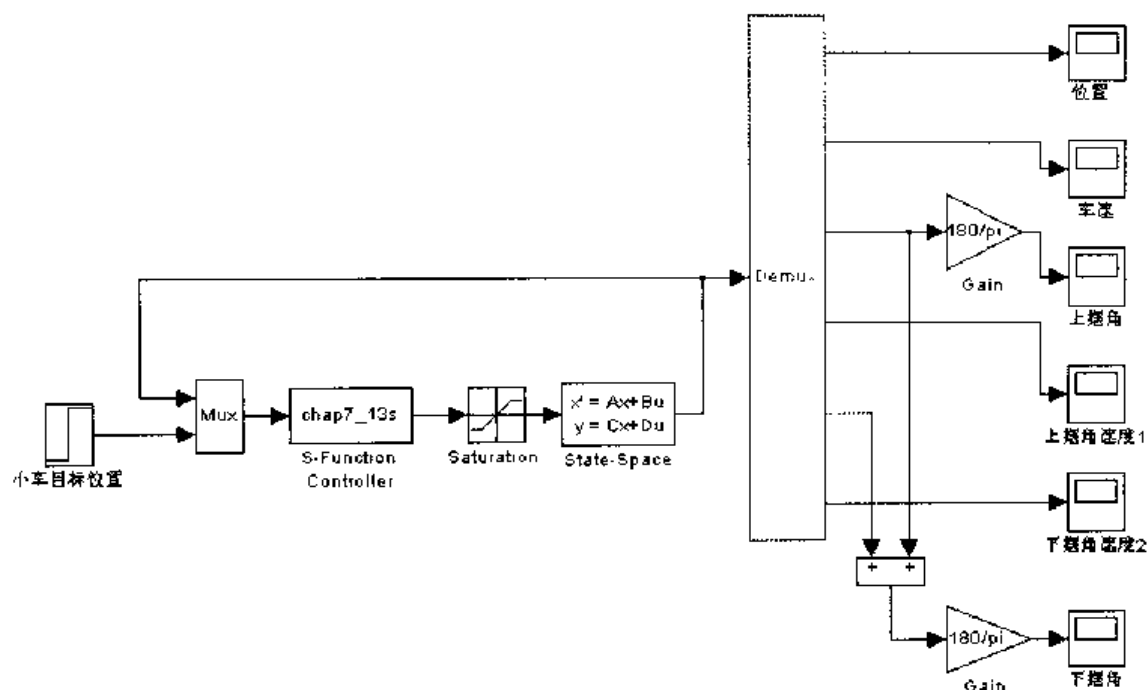 位置
车速
180/pi
Gain
上摆角
Demux
Mux
chap7_13s
S-Function
Controller
Saturation
x' = Ax+Bu
y = Cx+Du
State-Space
小车目标位置
上摆角速度1
下摆角速度2
+ +
180/pi
Gain
下摆角